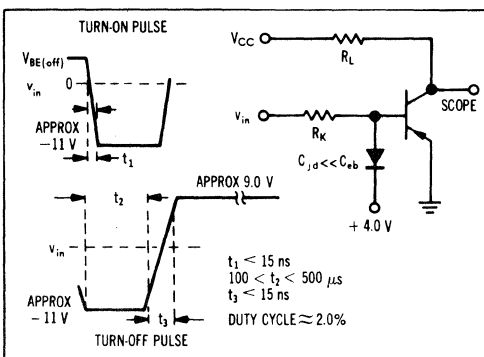 TURN-ON PULSE
V_BE(off)
v_in
0
APPROX
-11 V
t_1
V_CC
R_L
SCOPE
v_in
R_K
C_jd<<C_eb
+ 4.0 V
t_2
APPROX 9.0 V
v_in
APPROX
-11 V
t_3
TURN-OFF PULSE
t_1 < 15 ns
100 < t_2 < 500 μs
t_3 < 15 ns
DUTY CYCLE ≈ 2.0%